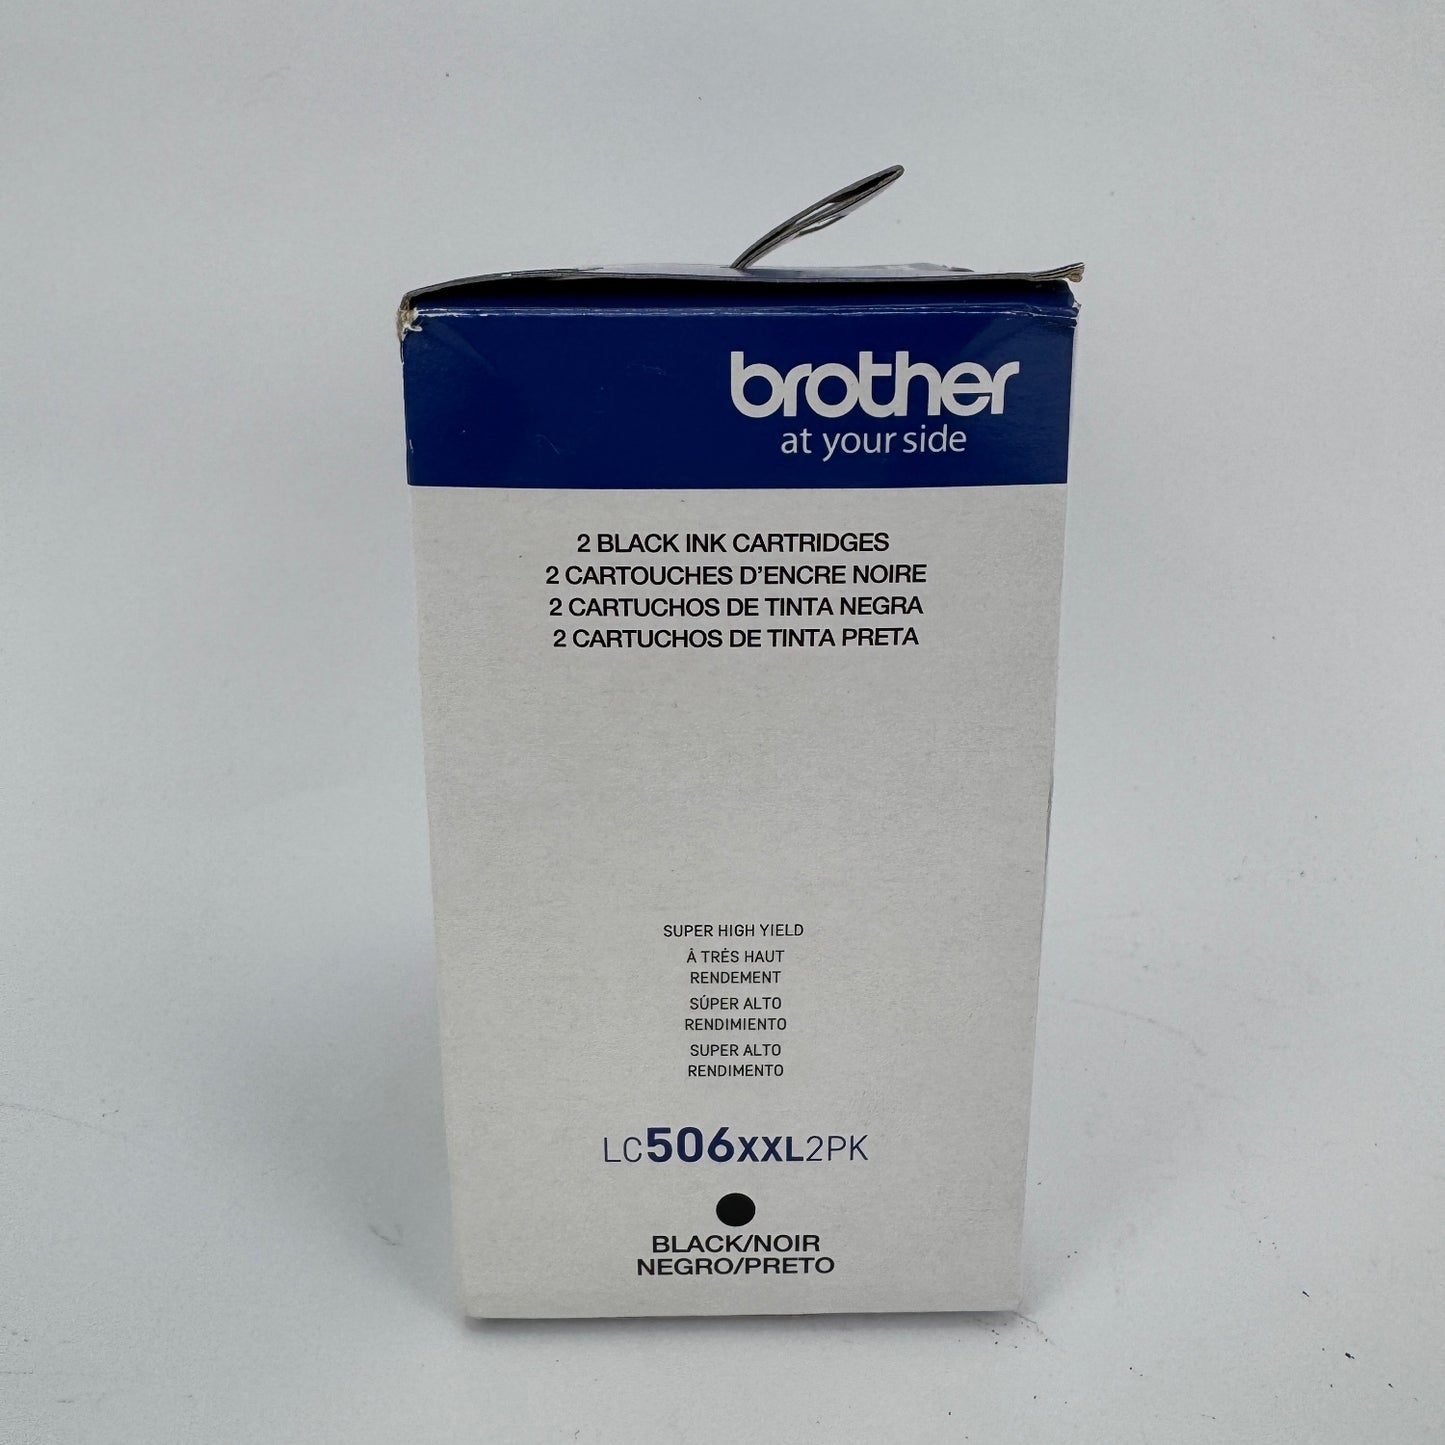 brother
at your side
2 BLACK INK CARTRIDGES
2 CARTOUCHES D'ENCRE NOIRE
2 CARTUCHOS DE TINTA NEGRA
2 CARTUCHOS DE TINTA PRETA
SUPER HIGH YIELD
À TRÈS HAUT
RENDEMENT
SÚPER ALTO
RENDIMIENTO
SUPER ALTO
RENDIMENTO
LC506XXL2PK
BLACK/NOIR
NEGRO/PRETO